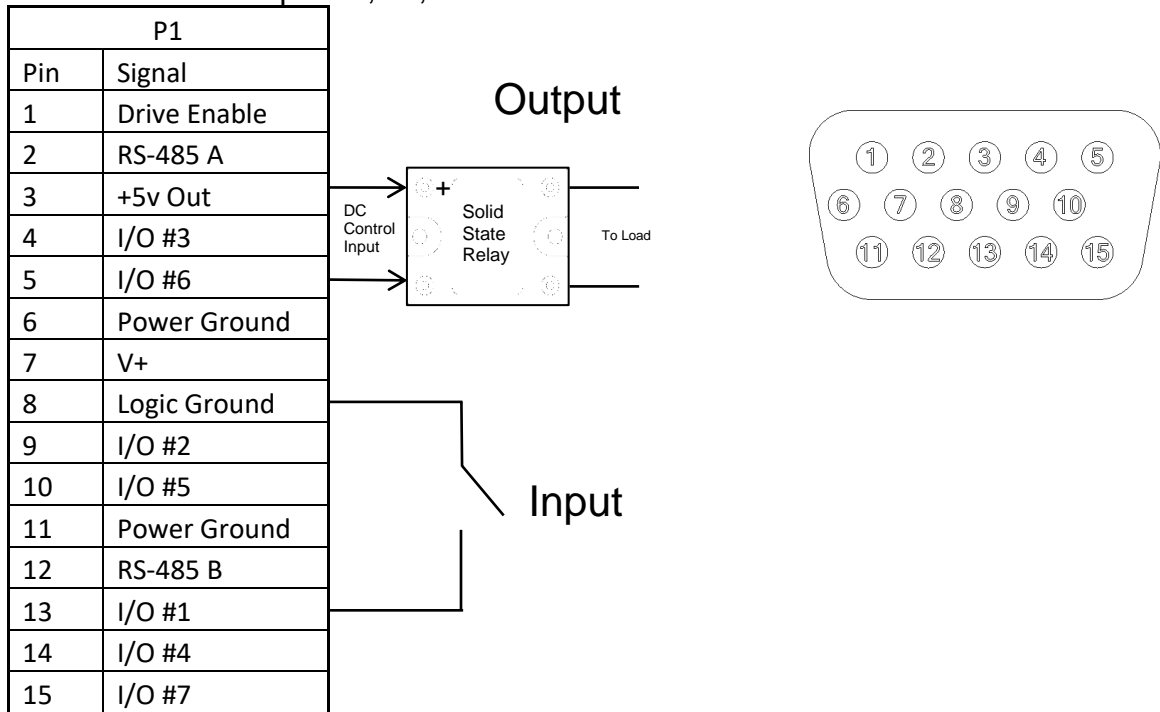 P1
Pin Signal
1 Drive Enable
2 RS-485 A
3 +5v Out
4 I/O #3
5 I/O #6
6 Power Ground
7 V+
8 Logic Ground
9 I/O #2
10 I/O #5
11 Power Ground
12 RS-485 B
13 I/O #1
14 I/O #4
15 I/O #7
Output
DC
Control
Input
+
Solid
State
Relay
To Load
Input
1 2 3 4 5
6 7 8 9 10
11 12 13 14 15